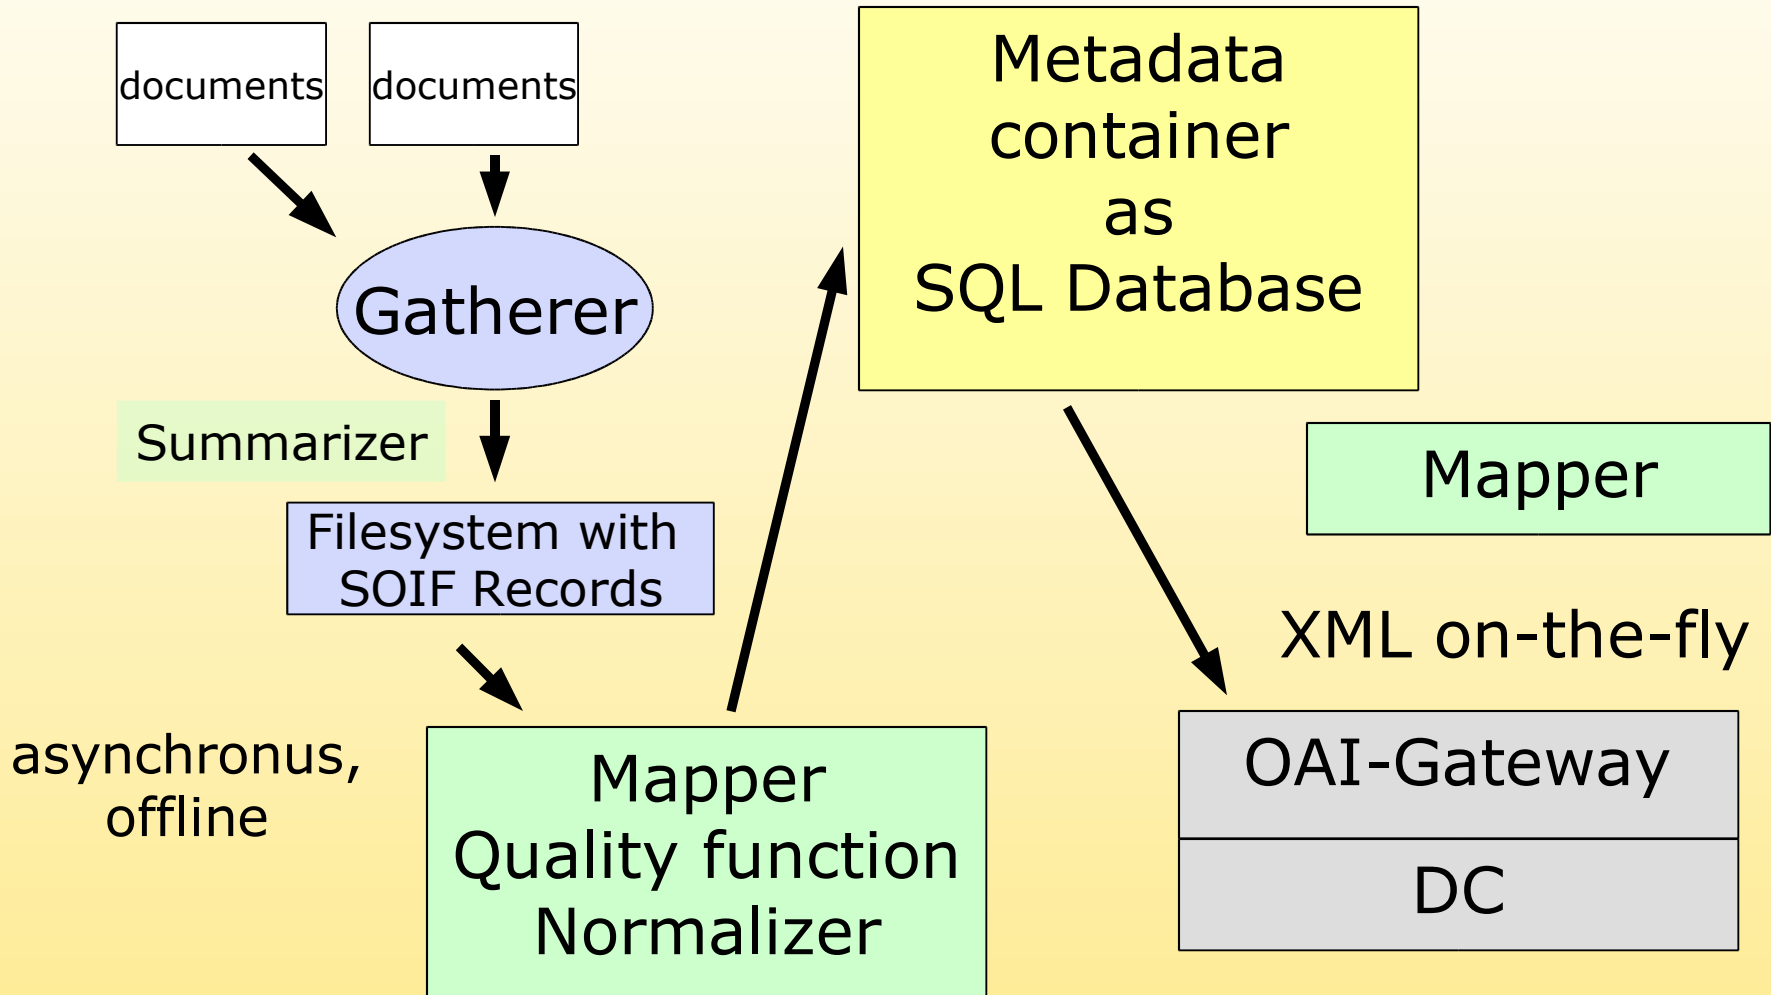 documents
documents
Gatherer
Summarizer
Filesystem with
SOIF Records
asynchronus,
offline
Mapper
Quality function
Normalizer
Metadata
container
as
SQL Database
Mapper
XML on-the-fly
OAI-Gateway
DC